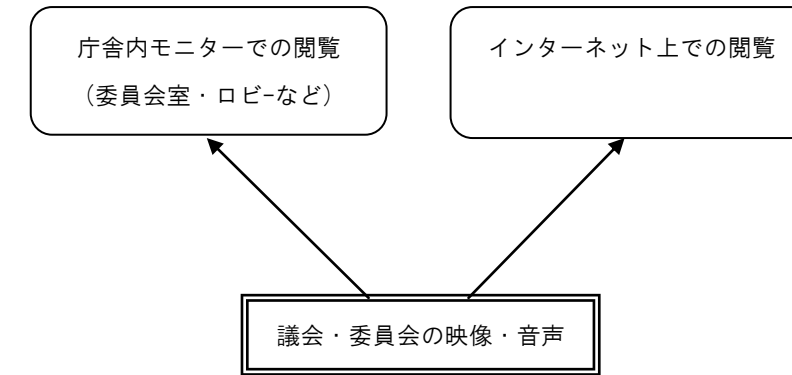 庁舎内モニターでの閲覧
（委員会室・ロビｰなど）
インターネット上での閲覧
議会・委員会の映像・音声